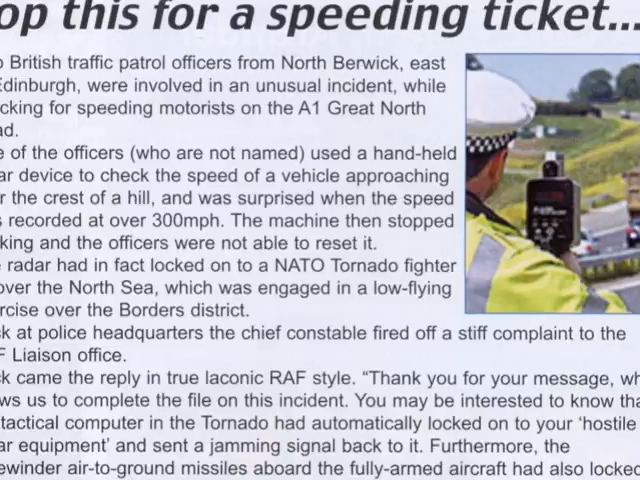 op this for a speeding ticket...
British traffic patrol officers from North Berwick, east
Edinburgh, were involved in an unusual incident, while
cking for speeding motorists on the A1 Great North
ad.
e of the officers (who are not named) used a hand-held
ar device to check the speed of a vehicle approaching
r the crest of a hill, and was surprised when the speed
s recorded at over 300mph. The machine then stopped
king and the officers were not able to reset it.
e radar had in fact locked on to a NATO Tornado fighter
over the North Sea, which was engaged in a low-flying
rcise over the Borders district.
ck at police headquarters the chief constable fired off a stiff complaint to the
F Liaison office.
ck came the reply in true laconic RAF style. “Thank you for your message, wh
ws us to complete the file on this incident. You may be interested to know tha
tactical computer in the Tornado had automatically locked on to your ‘hostile
ar equipment’ and sent a jamming signal back to it. Furthermore, the
ewinder air-to-ground missiles aboard the fully-armed aircraft had also locked